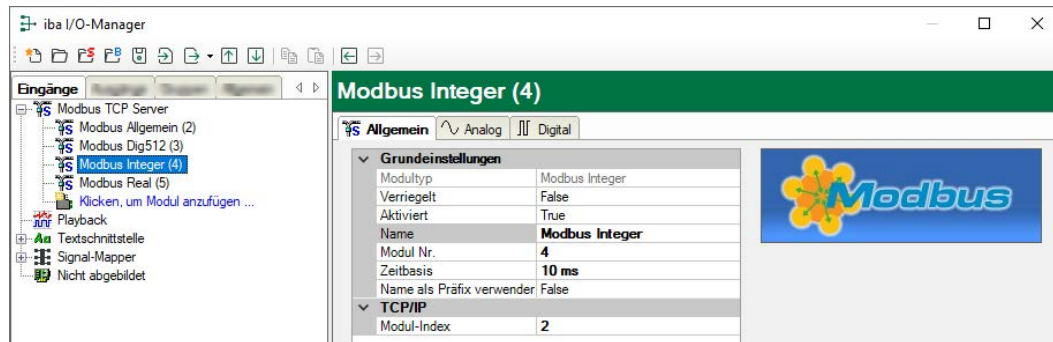 iba I/O-Manager
Eingänge
Modbus TCP Server
Modbus Allgemein (2)
Modbus Dig512 (3)
Modbus Integer (4)
Modbus Real (5)
Klicken, um Modul anzufügen ...
Playback
Textschnittstelle
Signal-Mapper
Nicht abgebildet
Modbus Integer (4)
Allgemein Analog Digital
Grundeinstellungen
Modultyp Modbus Integer
Verriegelt False
Aktiviert True
Name Modbus Integer
Modul Nr. 4
Zeitbasis 10 ms
Name als Präfix verwender False
TCP/IP
Modul-Index 2
Modbus